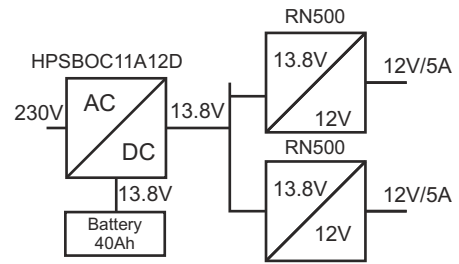 HPSBOC11A12D
230V
AC
DC
13.8V
13.8V
Battery
40Ah
RN500
13.8V
12V
12V/5A
RN500
13.8V
12V
12V/5A